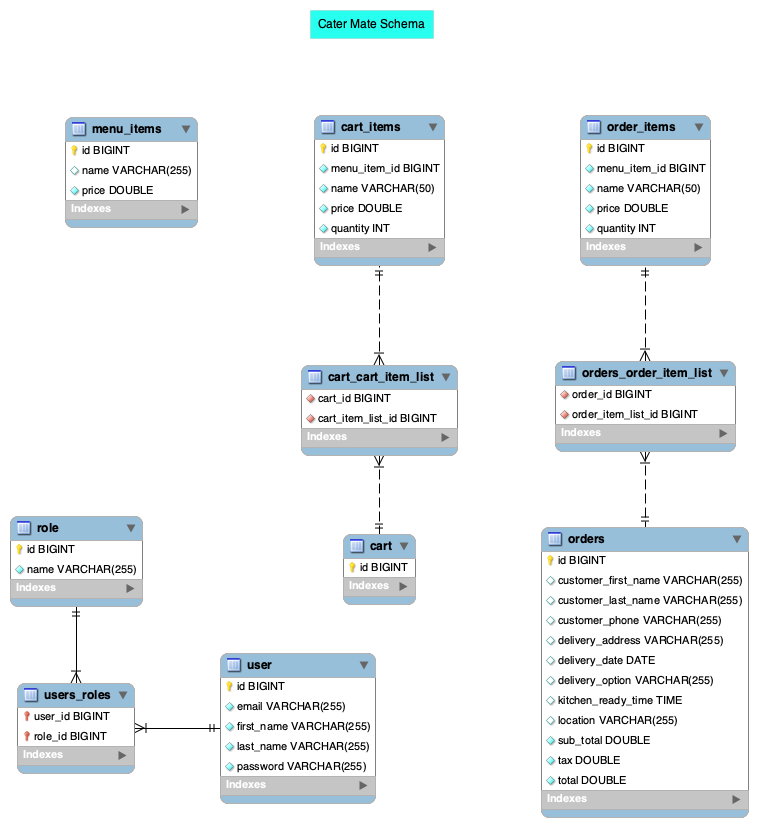 Cater Mate Schema
menu_items
id BIGINT
name VARCHAR(255)
price DOUBLE
Indexes
cart_items
id BIGINT
menu_item_id BIGINT
name VARCHAR(50)
price DOUBLE
quantity INT
Indexes
order_items
id BIGINT
menu_item_id BIGINT
name VARCHAR(50)
price DOUBLE
quantity INT
Indexes
cart_cart_item_list
cart_id BIGINT
cart_item_list_id BIGINT
Indexes
orders_order_item_list
order_id BIGINT
order_item_list_id BIGINT
Indexes
role
id BIGINT
name VARCHAR(255)
Indexes
cart
id BIGINT
Indexes
orders
id BIGINT
customer_first_name VARCHAR(255)
customer_last_name VARCHAR(255)
customer_phone VARCHAR(255)
delivery_address VARCHAR(255)
delivery_date DATE
delivery_option VARCHAR(255)
kitchen_ready_time TIME
location VARCHAR(255)
sub_total DOUBLE
tax DOUBLE
total DOUBLE
Indexes
users_roles
user_id BIGINT
role_id BIGINT
Indexes
user
id BIGINT
email VARCHAR(255)
first_name VARCHAR(255)
last_name VARCHAR(255)
password VARCHAR(255)
Indexes